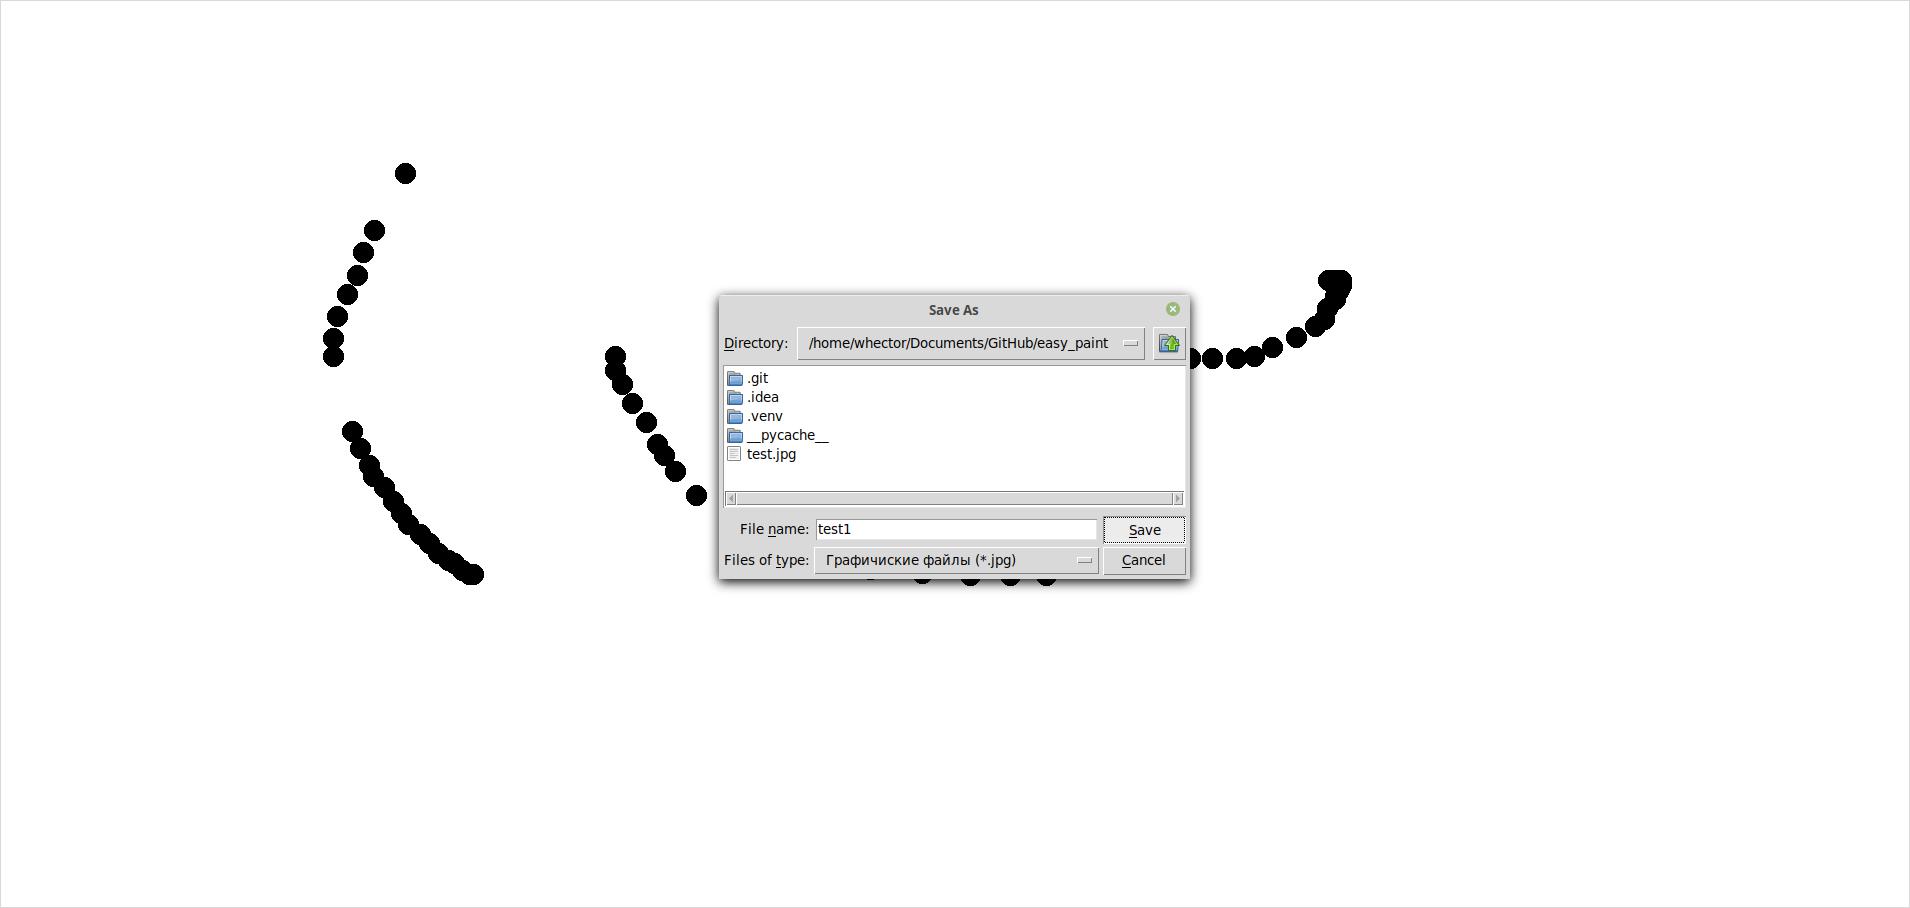 Save As
Directory: /home/whector/Documents/GitHub/easy_paint
.git
.idea
.venv
__pycache__
test.jpg
File name: test1 Save
Files of type: Графичиские файлы (*.jpg) Cancel